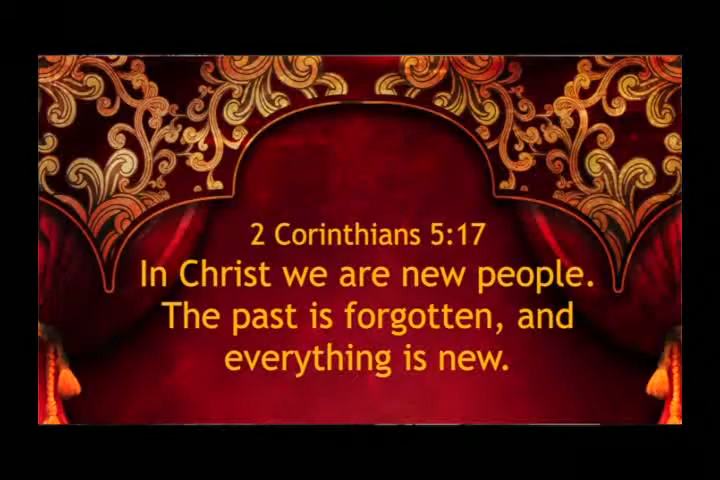 2 Corinthians 5:17
In Christ we are new people.
The past is forgotten, and
everything is new.